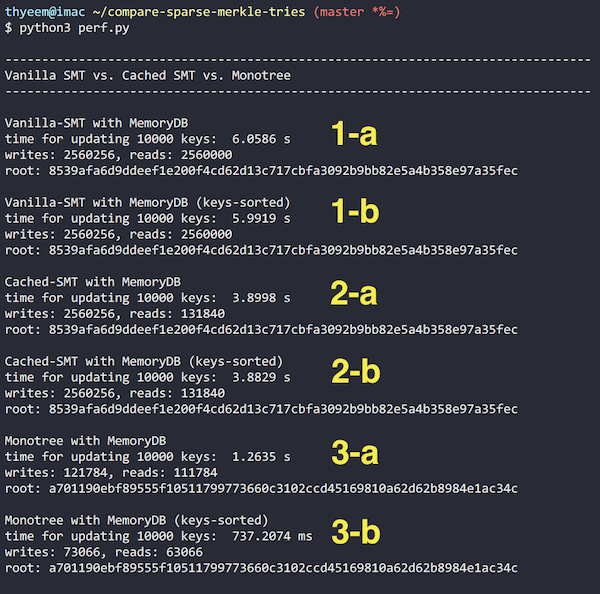 thyeem@imac ~/compare-sparse-merkle-tries (master *%=)
$ python3 perf.py
--------------------------------------------------------------------------------
Vanilla SMT vs. Cached SMT vs. Monotree
--------------------------------------------------------------------------------
Vanilla-SMT with MemoryDB
time for updating 10000 keys:  6.0586 s
1-a
writes: 2560256, reads: 2560000
root: 8539afa6d9ddeef1e200f4cd62d13c717cbfa3092b9bb82e5a4b358e97a35fec
Vanilla-SMT with MemoryDB (keys-sorted)
time for updating 10000 keys:  5.9919 s
1-b
writes: 2560256, reads: 2560000
root: 8539afa6d9ddeef1e200f4cd62d13c717cbfa3092b9bb82e5a4b358e97a35fec
Cached-SMT with MemoryDB
time for updating 10000 keys:  3.8998 s
2-a
writes: 2560256, reads: 131840
root: 8539afa6d9ddeef1e200f4cd62d13c717cbfa3092b9bb82e5a4b358e97a35fec
Cached-SMT with MemoryDB (keys-sorted)
time for updating 10000 keys:  3.8829 s
2-b
writes: 2560256, reads: 131840
root: 8539afa6d9ddeef1e200f4cd62d13c717cbfa3092b9bb82e5a4b358e97a35fec
Monotree with MemoryDB
time for updating 10000 keys:  1.2635 s
3-a
writes: 121784, reads: 111784
root: a701190ebf89555f10511799773660c3102ccd45169810a62d62b8984e1ac34c
Monotree with MemoryDB (keys-sorted)
time for updating 10000 keys:  737.2074 ms
3-b
writes: 73066, reads: 63066
root: a701190ebf89555f10511799773660c3102ccd45169810a62d62b8984e1ac34c